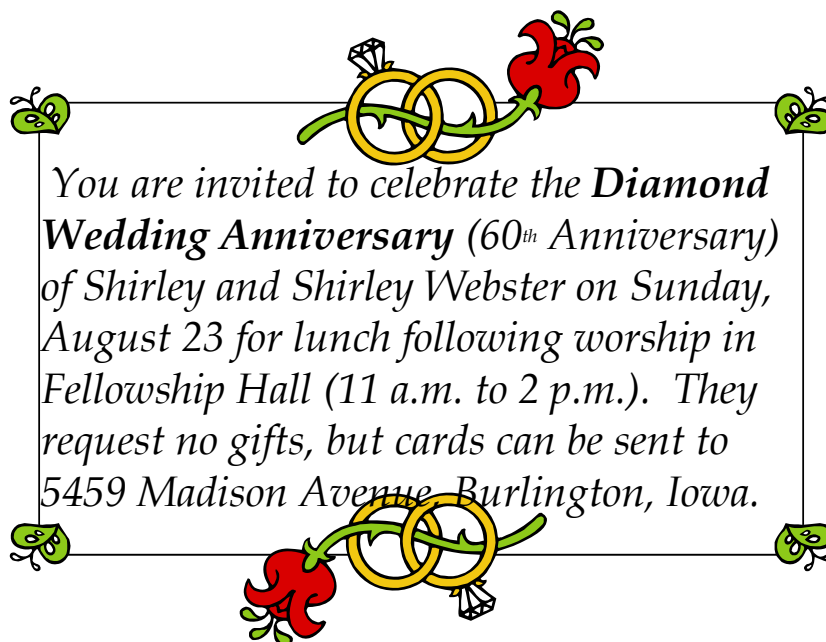 You are invited to celebrate the Diamond
Wedding Anniversary (60th Anniversary)
of Shirley and Shirley Webster on Sunday,
August 23 for lunch following worship in
Fellowship Hall (11 a.m. to 2 p.m.).  They
request no gifts, but cards can be sent to
5459 Madison Avenue, Burlington, Iowa.